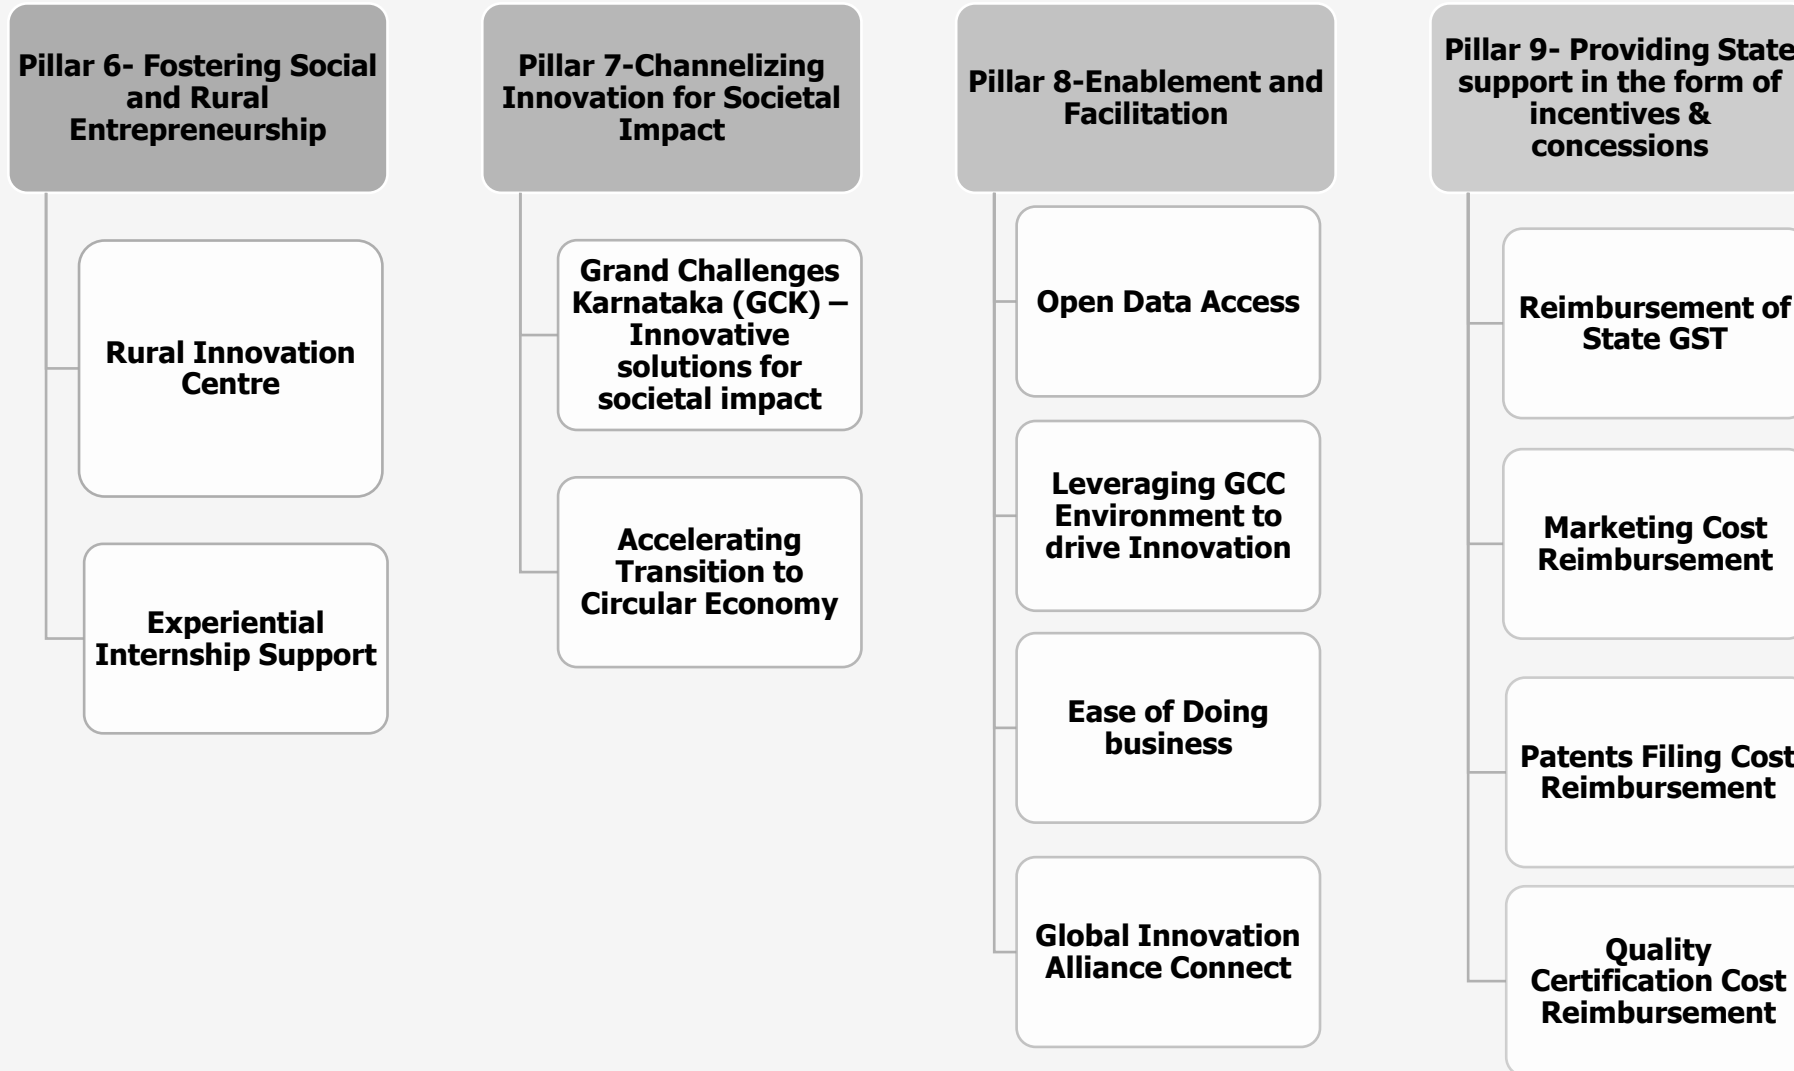 Pillar 6- Fostering Social
and Rural
Entrepreneurship
Rural Innovation
Centre
Experiential
Internship Support
Pillar 7-Channelizing
Innovation for Societal
Impact
Grand Challenges
Karnataka (GCK) –
Innovative
solutions for
societal impact
Accelerating
Transition to
Circular Economy
Pillar 8-Enablement and
Facilitation
Open Data Access
Leveraging GCC
Environment to
drive Innovation
Ease of Doing
business
Global Innovation
Alliance Connect
Pillar 9- Providing State
support in the form of
incentives &
concessions
Reimbursement of
State GST
Marketing Cost
Reimbursement
Patents Filing Cost
Reimbursement
Quality
Certification Cost
Reimbursement